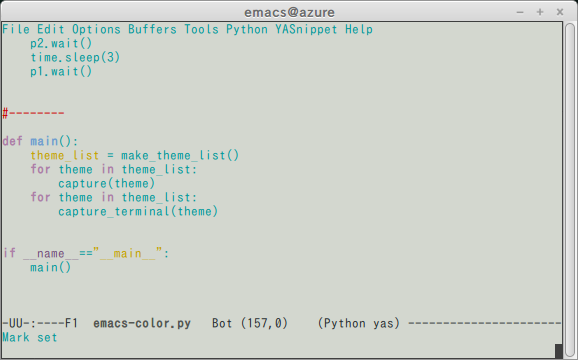 emacs@azure
File Edit Options Buffers Tools Python YASnippet Help
    p2.wait()
    time.sleep(3)
    p1.wait()
#--------
def main():
    theme_list = make_theme_list()
    for theme in theme_list:
        capture(theme)
    for theme in theme_list:
        capture_terminal(theme)
if __name__=="__main__":
    main()
-UU-:----F1  emacs-color.py   Bot (157,0)    (Python yas) ----------------------
Mark set